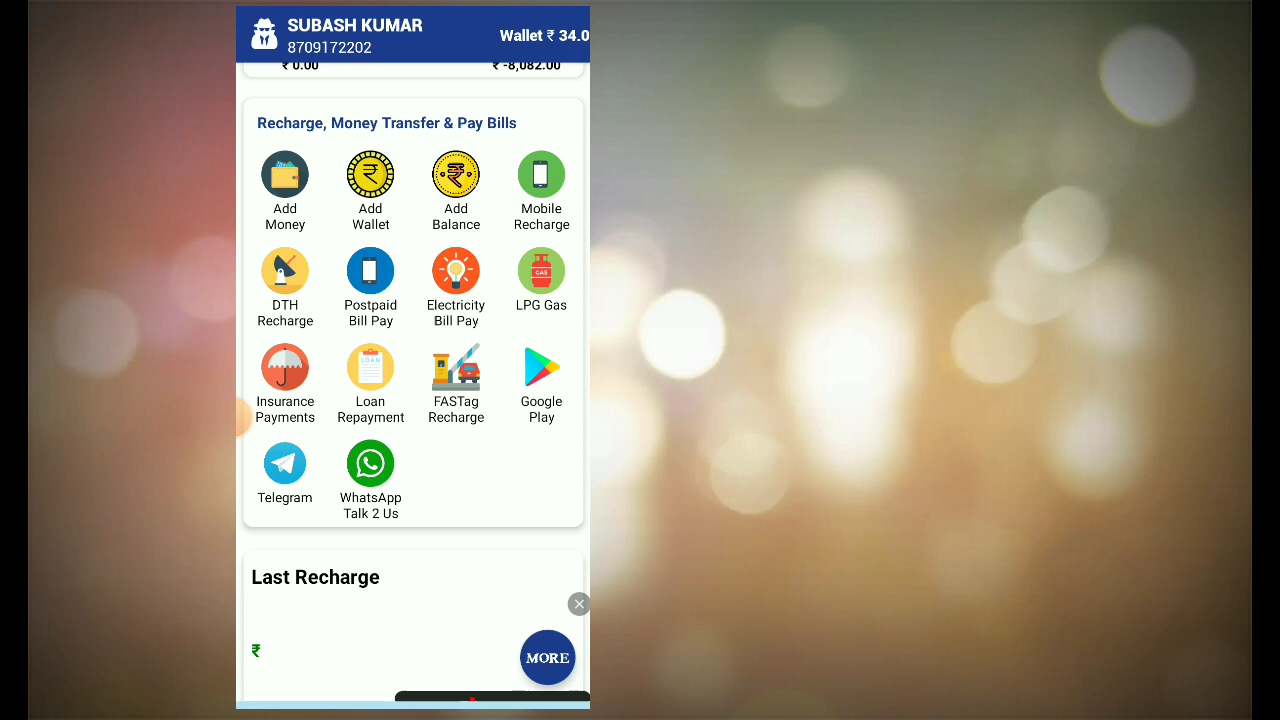 SUBASH KUMAR
8709172202
Wallet ₹ 34.0
₹ 0.00
₹ -8,082.00
Recharge, Money Transfer & Pay Bills
Add
Money
Add
Wallet
Add
Balance
Mobile
Recharge
DTH
Recharge
Postpaid
Bill Pay
Electricity
Bill Pay
GAS
LPG Gas
Insurance
Payments
LOAN
Loan
Repayment
FASTag
Recharge
Google
Play
Telegram
WhatsApp
Talk 2 Us
Last Recharge
₹
MORE